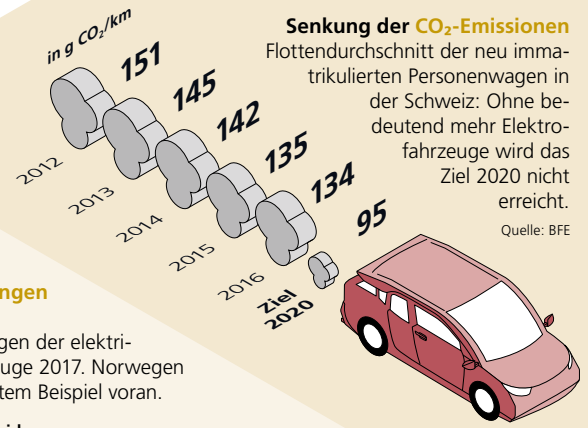 Senkung der CO₂-Emissionen
Flottendurchschnitt der neu imma-
trikulierten Personenwagen in
der Schweiz: Ohne be-
deutend mehr Elektro-
fahrzeuge wird das
Ziel 2020 nicht
erreicht.
Quelle: BFE
in g CO₂/km
151
145
142
135
134
95
2012
2013
2014
2015
2016
Ziel
2020
ngen
gen der elektri-
uge 2017. Norwegen
tem Beispiel voran.